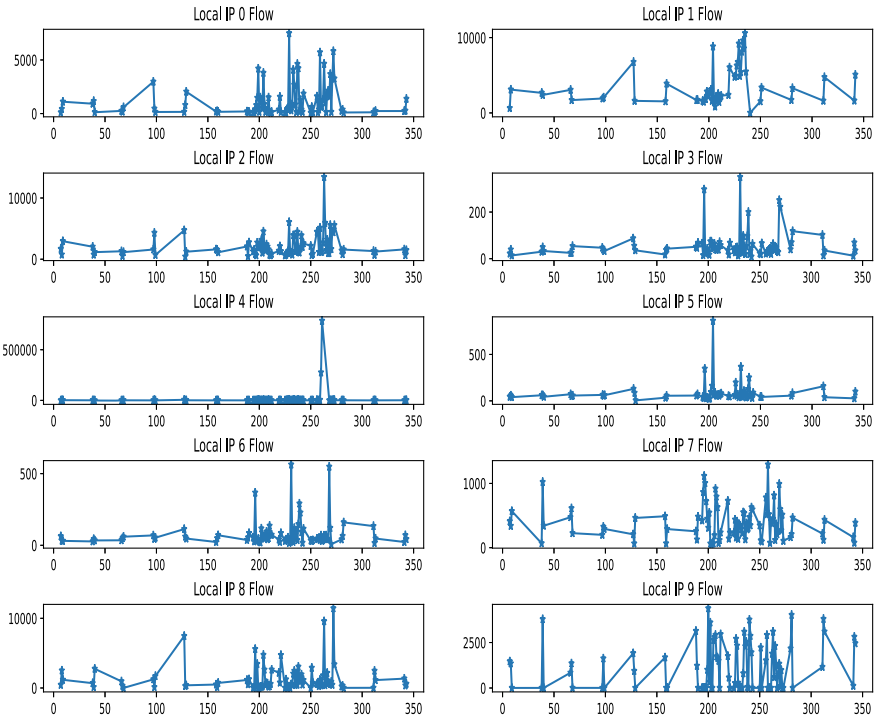 Local IP 0 Flow
5000
0
0 50 100 150 200 250 300 350
Local IP 1 Flow
10000
0
0 50 100 150 200 250 300 350
Local IP 2 Flow
10000
0
0 50 100 150 200 250 300 350
Local IP 3 Flow
200
0
0 50 100 150 200 250 300 350
Local IP 4 Flow
500000
0
0 50 100 150 200 250 300 350
Local IP 5 Flow
500
0
0 50 100 150 200 250 300 350
Local IP 6 Flow
500
0
0 50 100 150 200 250 300 350
Local IP 7 Flow
1000
0
0 50 100 150 200 250 300 350
Local IP 8 Flow
10000
0
0 50 100 150 200 250 300 350
Local IP 9 Flow
2500
0
0 50 100 150 200 250 300 350